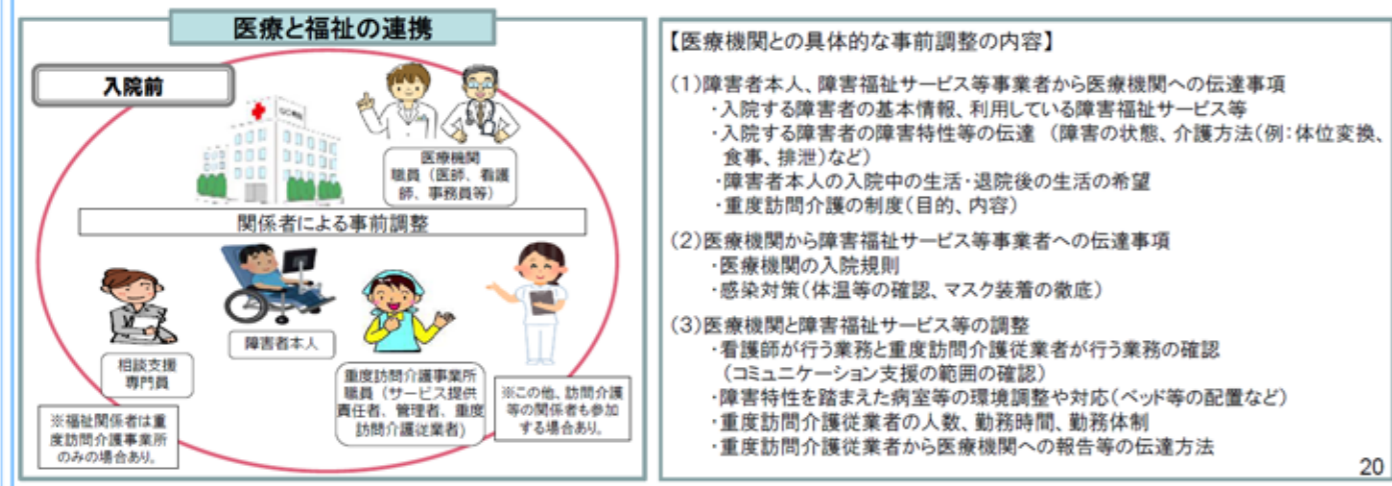 医療と福祉の連携
入院前
医療機関
職員（医師、看護
師、事務員等）
関係者による事前調整
相談支援
専門員
障害者本人
重度訪問介護事業所
職員（サービス提供
責任者、管理者、重度
訪問介護従業者）
※この他、訪問介護
等の関係者も参加
する場合あり。
※福祉関係者は重
度訪問介護事業所
のみの場合あり。
【医療機関との具体的な事前調整の内容】
（1）障害者本人、障害福祉サービス等事業者から医療機関への伝達事項
・入院する障害者の基本情報、利用している障害福祉サービス等
・入院する障害者の障害特性等の伝達 （障害の状態、介護方法（例：体位変換、
食事、排泄）など）
・障害者本人の入院中の生活・退院後の生活の希望
・重度訪問介護の制度（目的、内容）
（2）医療機関から障害福祉サービス等事業者への伝達事項
・医療機関の入院規則
・感染対策（体温等の確認、マスク装着の徹底）
（3）医療機関と障害福祉サービス等の調整
・看護師が行う業務と重度訪問介護従業者が行う業務の確認
（コミュニケーション支援の範囲の確認）
・障害特性を踏まえた病室等の環境調整や対応（ベッド等の配置など）
・重度訪問介護従業者の人数、勤務時間、勤務体制
・重度訪問介護従業者から医療機関への報告等の伝達方法
20